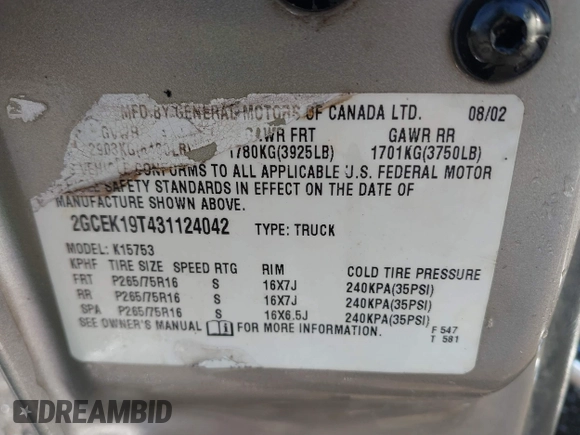 MFD BY GENERAL MOTORS OF CANADA LTD. 08/02
GVWR GAWR FRT GAWR RR
2903KG(6400LB) 1780KG(3925LB) 1701KG(3750LB)
VEHICLE CONFORMS TO ALL APPLICABLE U.S. FEDERAL MOTOR
SAFETY STANDARDS IN EFFECT ON THE DATE OF
MANUFACTURE SHOWN ABOVE.
2GCEK19T431124042 TYPE: TRUCK
MODEL: K15753
KPHF TIRE SIZE SPEED RTG RIM COLD TIRE PRESSURE
FRT P265/75R16 S 16X7J 240KPA(35PSI)
RR P265/75R16 S 16X7J 240KPA(35PSI)
SPA P265/75R16 S 16X6.5J 240KPA(35PSI)
SEE OWNER'S MANUAL FOR MORE INFORMATION.
F 547
T 581
DREAMBID